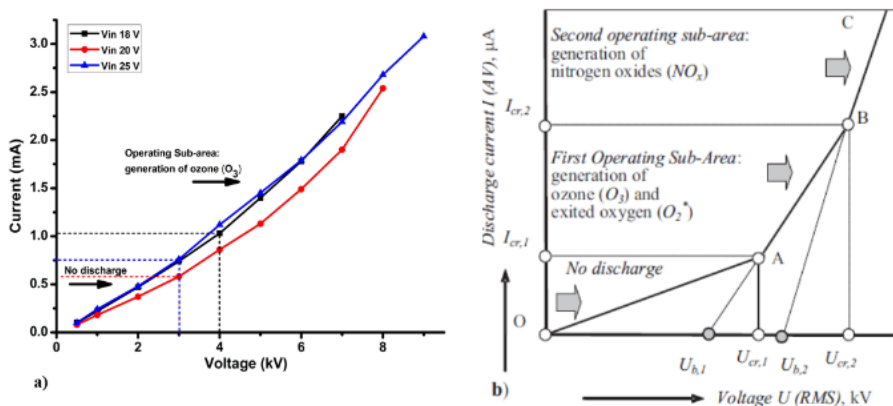 Vin 18 V
Vin 20 V
Vin 25 V
3.0
2.5
2.0
1.5
1.0
0.5
0.0
Current (mA)
Operating Sub-area:
generation of ozone (O3)
No discharge
0
2
4
6
8
Voltage (kV)
a)
Discharge current I (AV), μA
Second operating sub-area:
generation of
nitrogen oxides (NOx)
C
Icr,2
B
First Operating Sub-Area:
generation of
ozone (O3) and
exited oxygen (O2*)
Icr,1
A
No discharge
O
Ub,1
Ucr,1
Ub,2
Ucr,2
b)
Voltage U (RMS), kV